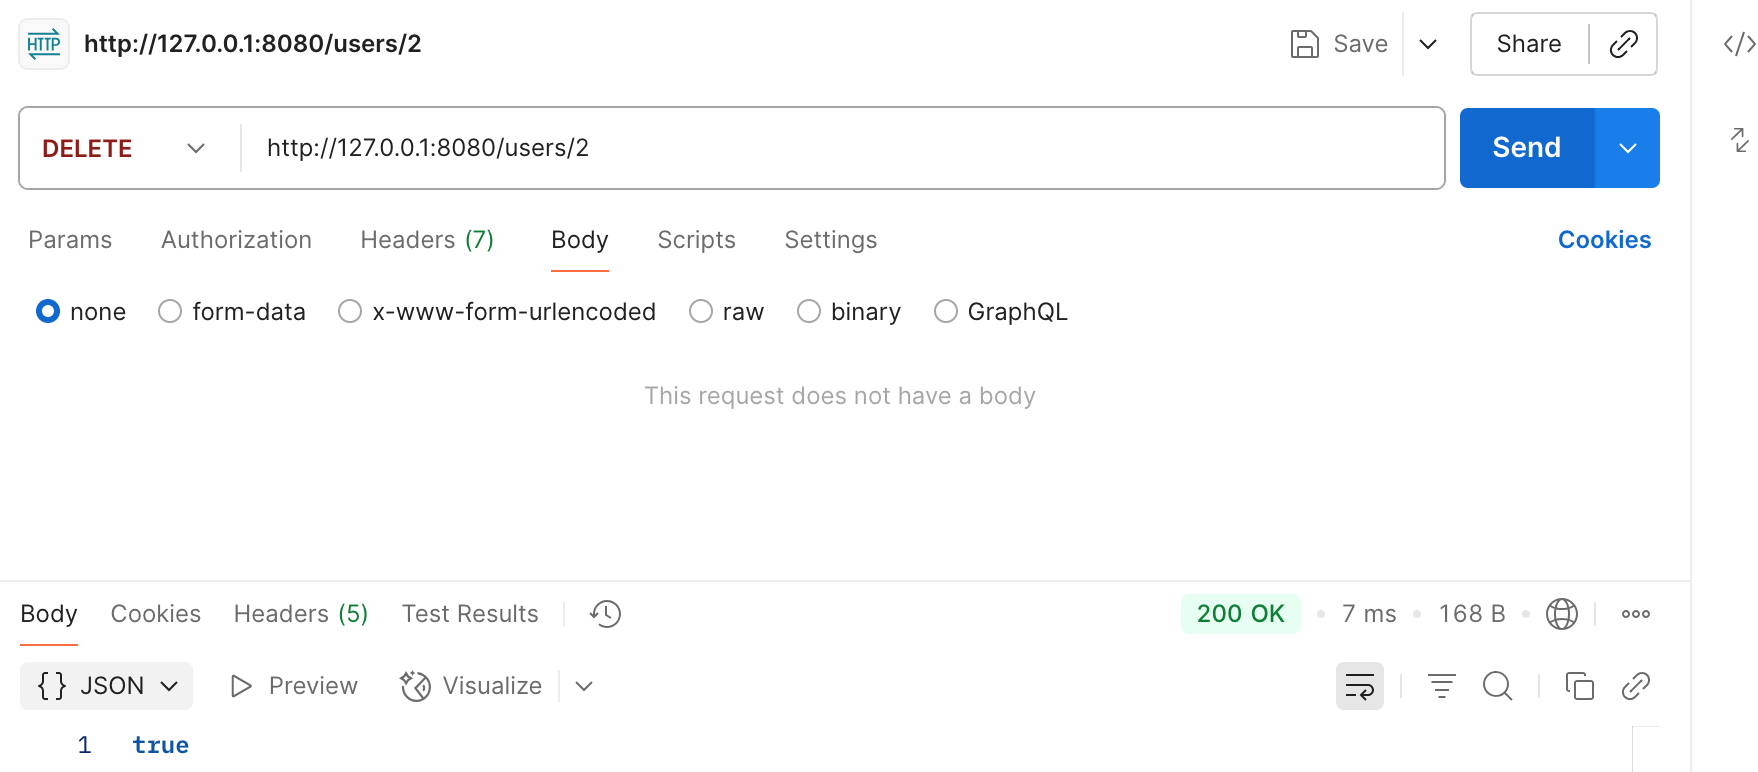 HTTP http://127.0.0.1:8080/users/2 Save Share
DELETE http://127.0.0.1:8080/users/2 Send
Params Authorization Headers (7) Body Scripts Settings Cookies
none form-data x-www-form-urlencoded raw binary GraphQL
This request does not have a body
Body Cookies Headers (5) Test Results 200 OK • 7 ms • 168 B •
{} JSON Preview Visualize
1 true